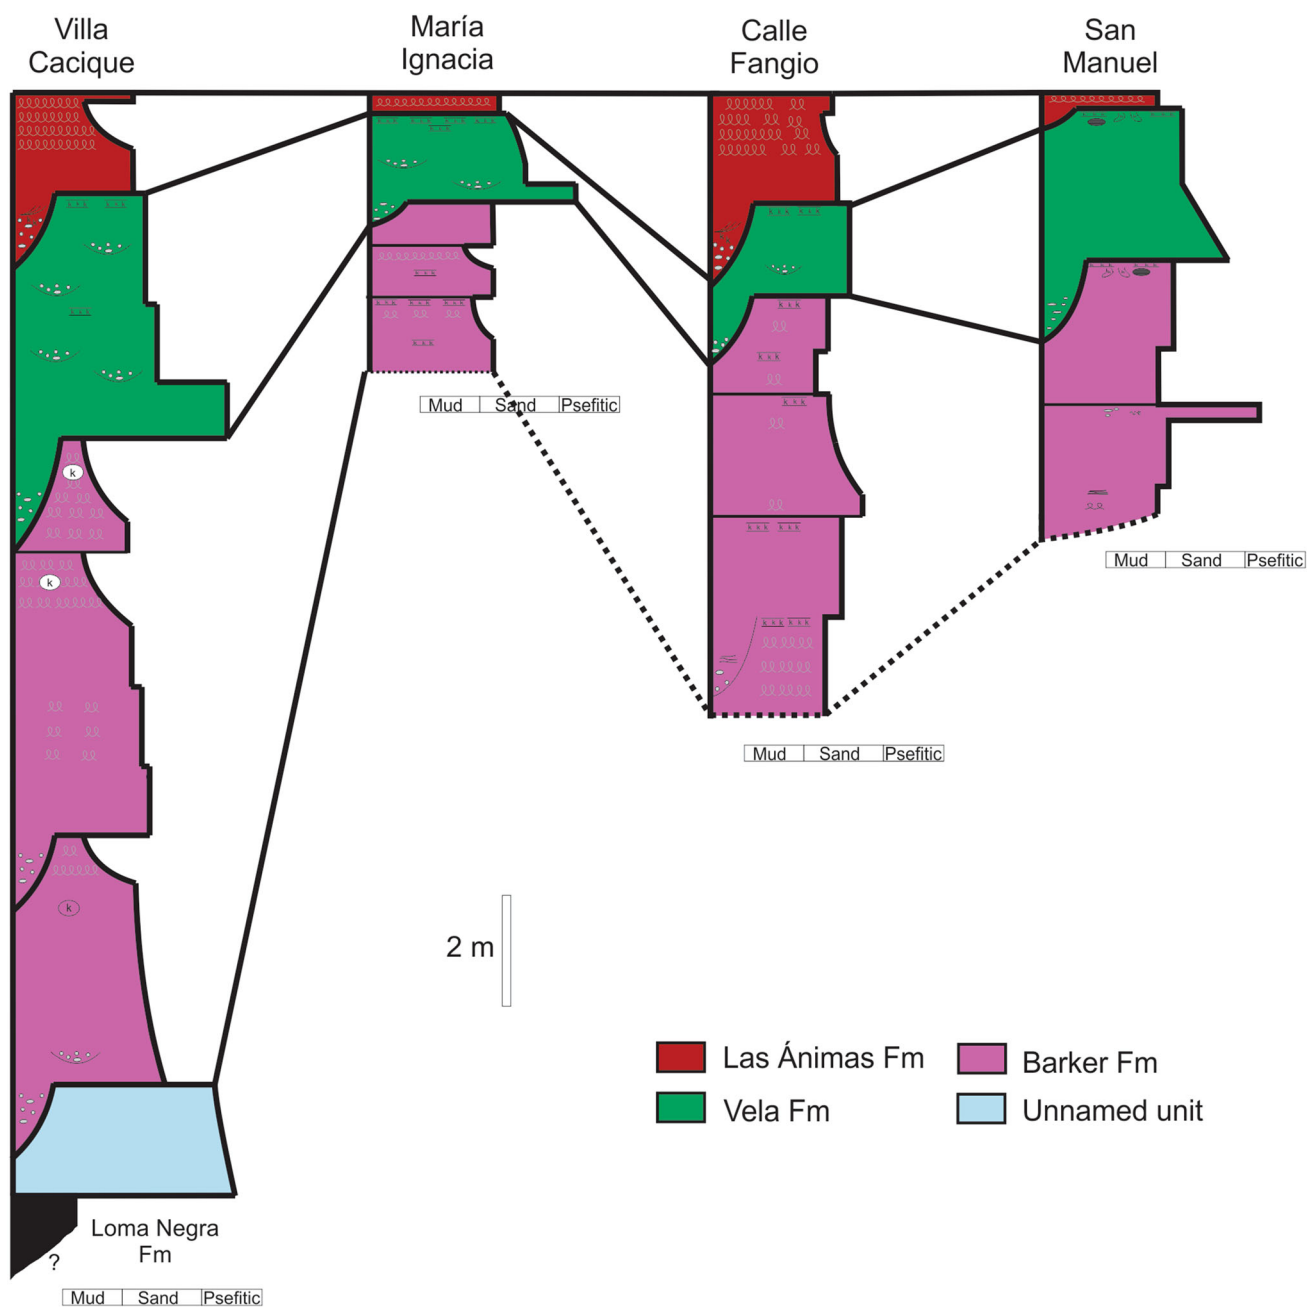 Villa
Cacique
María
Ignacia
Calle
Fangio
San
Manuel
Mud Sand Psefitic
k
Mud Sand Psefitic
k
Mud Sand Psefitic
k
2 m
Las Ánimas Fm
Barker Fm
Vela Fm
Unnamed unit
Loma Negra
Fm
?
Mud Sand Psefitic